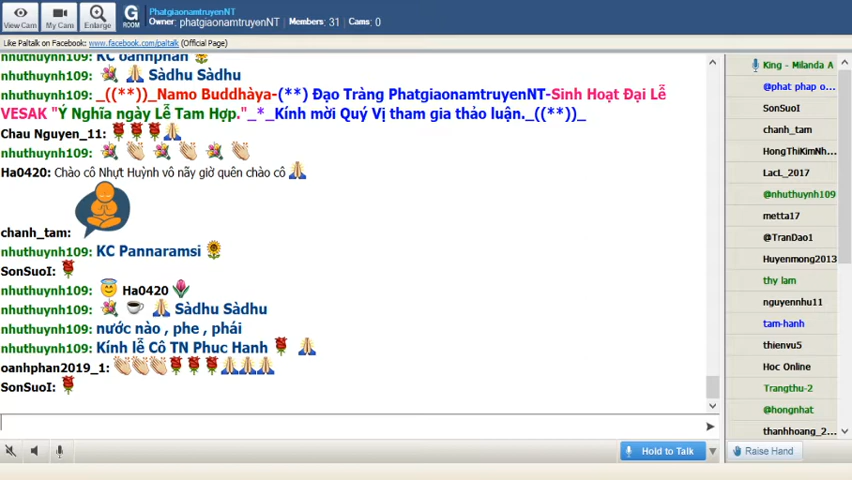 View Cam
My Cam
Enlarge
G
ROOM
PhatgiaonamtruyenNT
Owner: phatgiaonamtruyenNT Members: 31 Cams: 0
Like Paltalk on Facebook: www.facebook.com/paltalk (Official Page)
nhuthuynh109: KC oanhphan
nhuthuynh109: Sàdhu Sàdhu
nhuthuynh109: _((**))_Namo Buddhàya-(**) Đạo Tràng PhatgiaonamtruyenNT-Sinh Hoạt Đại Lễ
VESAK "Ý Nghĩa ngày Lễ Tam Hợp."_*_Kính mời Quý Vị tham gia thảo luận._((**))_
Chau Nguyen_11:
nhuthuynh109:
Ha0420: Chào cô Nhựt Huỳnh vô nãy giờ quên chào cô
chanh_tam:
nhuthuynh109: KC Pannaramsi
SonSuoI:
nhuthuynh109: Ha0420
nhuthuynh109: Sàdhu Sàdhu
nhuthuynh109: nước nào , phe , phái
nhuthuynh109: Kính lễ Cô TN Phuc Hanh
oanhphan2019_1:
SonSuoI:
Hold to Talk
King - Milanda A
@phat phap o...
SonSuoI
chanh_tam
HongThiKimNh...
LacL_2017
@nhuthuynh109
metta17
@TranDao1
Huyenmong2013
thy lam
nguyennhu11
tam-hanh
thienvu5
Hoc Online
Trangthu-2
@hongnhat
thanhhoang_2...
Raise Hand